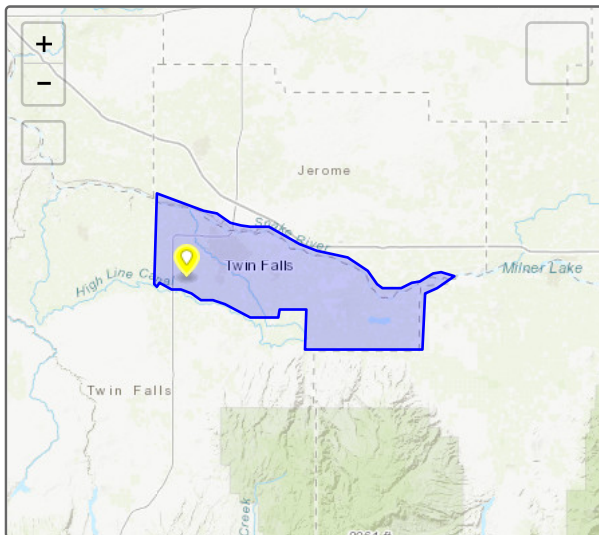 +
−
Jerome
Snake River
Twin Falls
Milner Lake
High Line Canal
Twin Falls
Creek